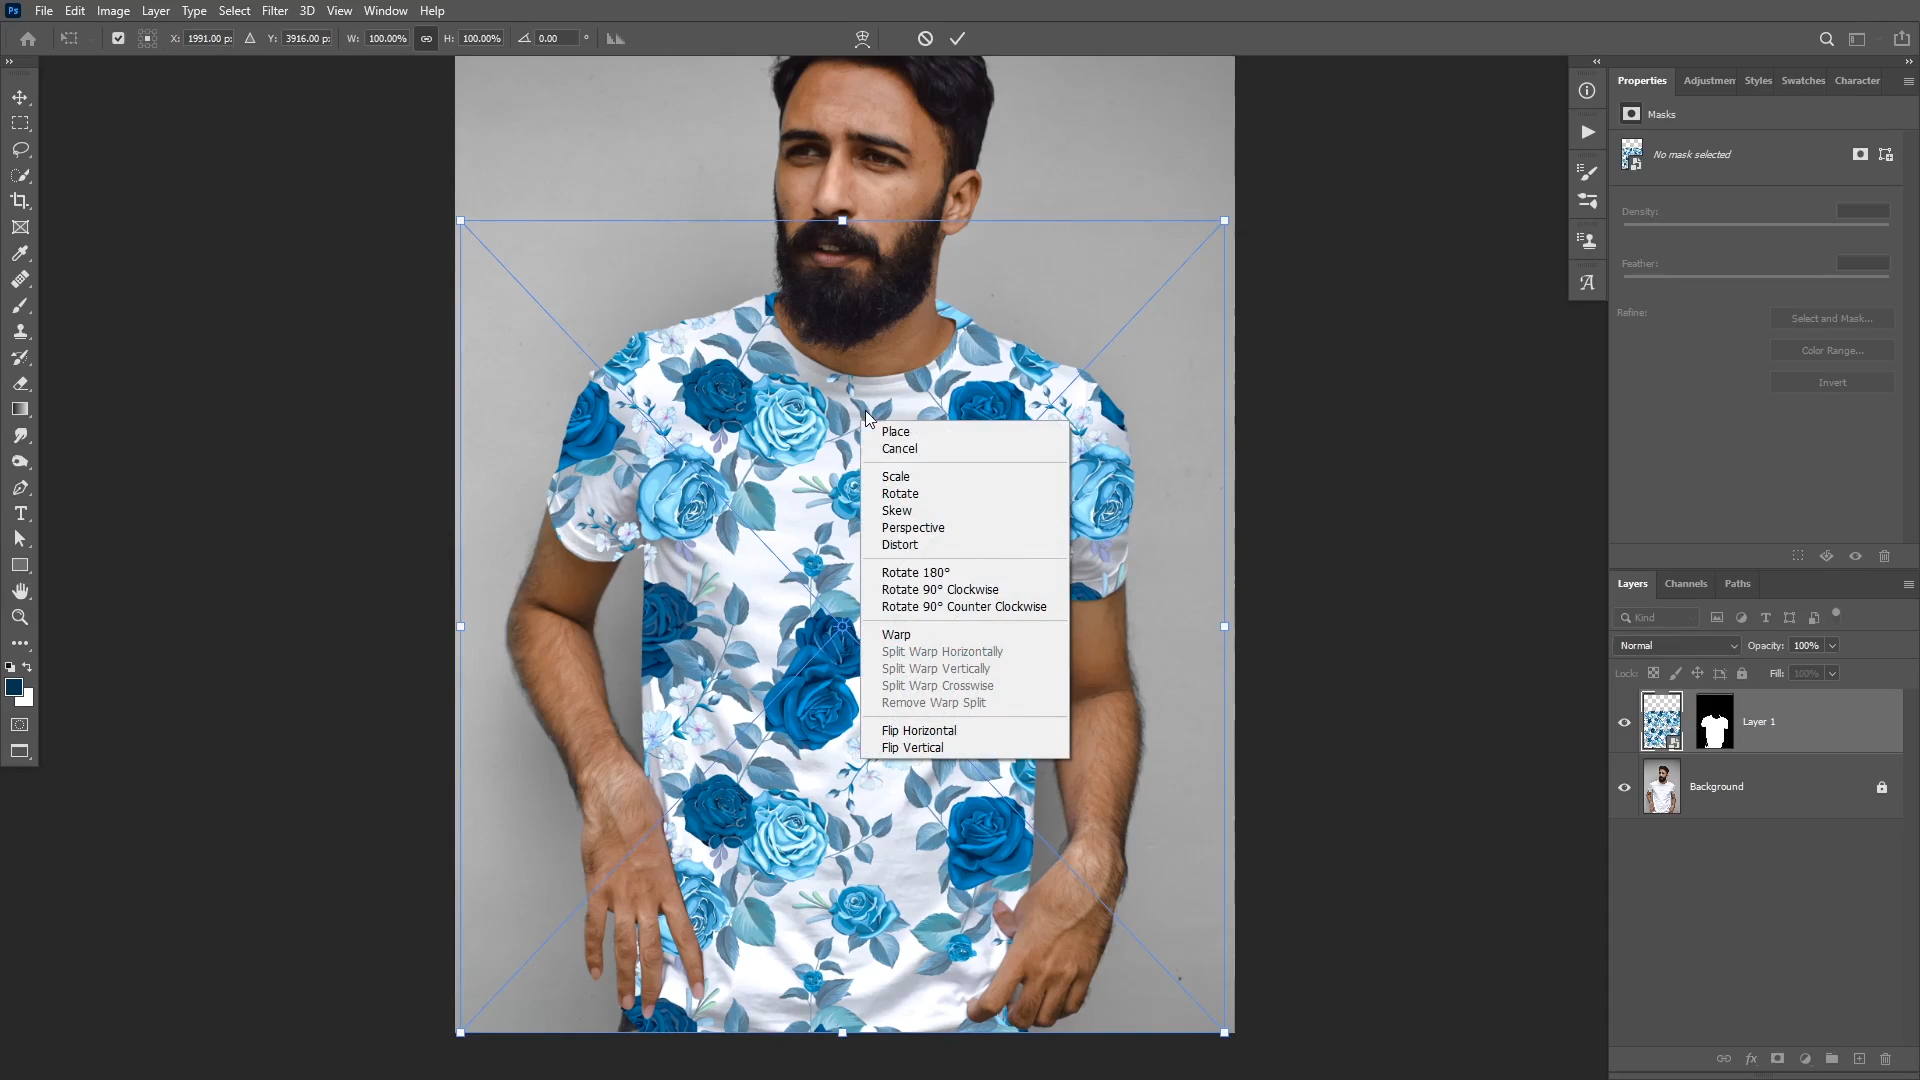 Ps File Edit Image Layer Type Select Filter 3D View Window Help
X: 1991.00 p: Y: 3916.00 p: W: 100.00% H: 100.00% 0.00 °
Properties Adjustmen Styles Swatches Character
Masks
No mask selected
Density:
Feather:
Refine:
Select and Mask...
Color Range...
Invert
Place
Cancel
Scale
Rotate
Skew
Perspective
Distort
Rotate 180°
Rotate 90° Clockwise
Rotate 90° Counter Clockwise
Warp
Split Warp Horizontally
Split Warp Vertically
Split Warp Crosswise
Remove Warp Split
Flip Horizontal
Flip Vertical
Layers Channels Paths
Kind
Normal Opacity: 100%
Lock: Fill: 100%
Layer 1
Background
fx